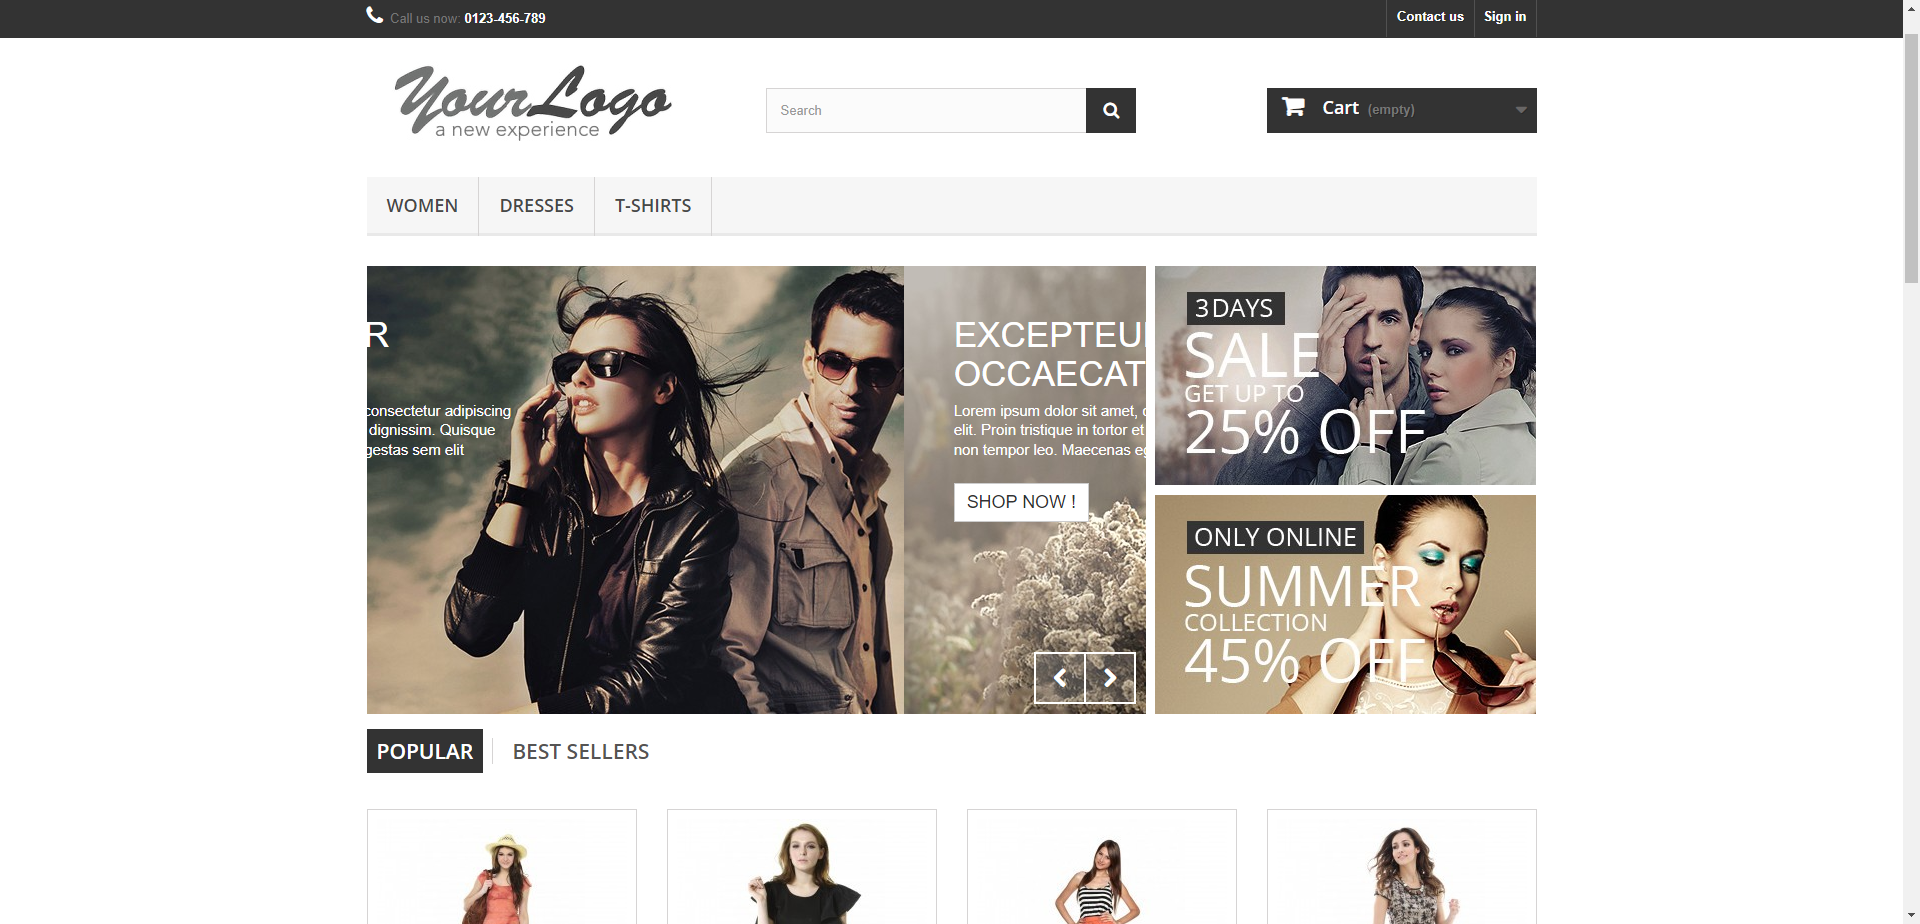 Call us now: 0123-456-789
Contact us
Sign in
YourLogo
a new experience
Search
Cart (empty)
WOMEN
DRESSES
T-SHIRTS
R
consectetur adipiscing
dignissim. Quisque
gestas sem elit
EXCEPTEU
OCCAECAT
Lorem ipsum dolor sit amet, c
elit. Proin tristique in tortor et
non tempor leo. Maecenas eg
SHOP NOW !
3DAYS
SALE
GET UP TO
25% OFF
ONLY ONLINE
SUMMER
COLLECTION
45% OFF
POPULAR
BEST SELLERS